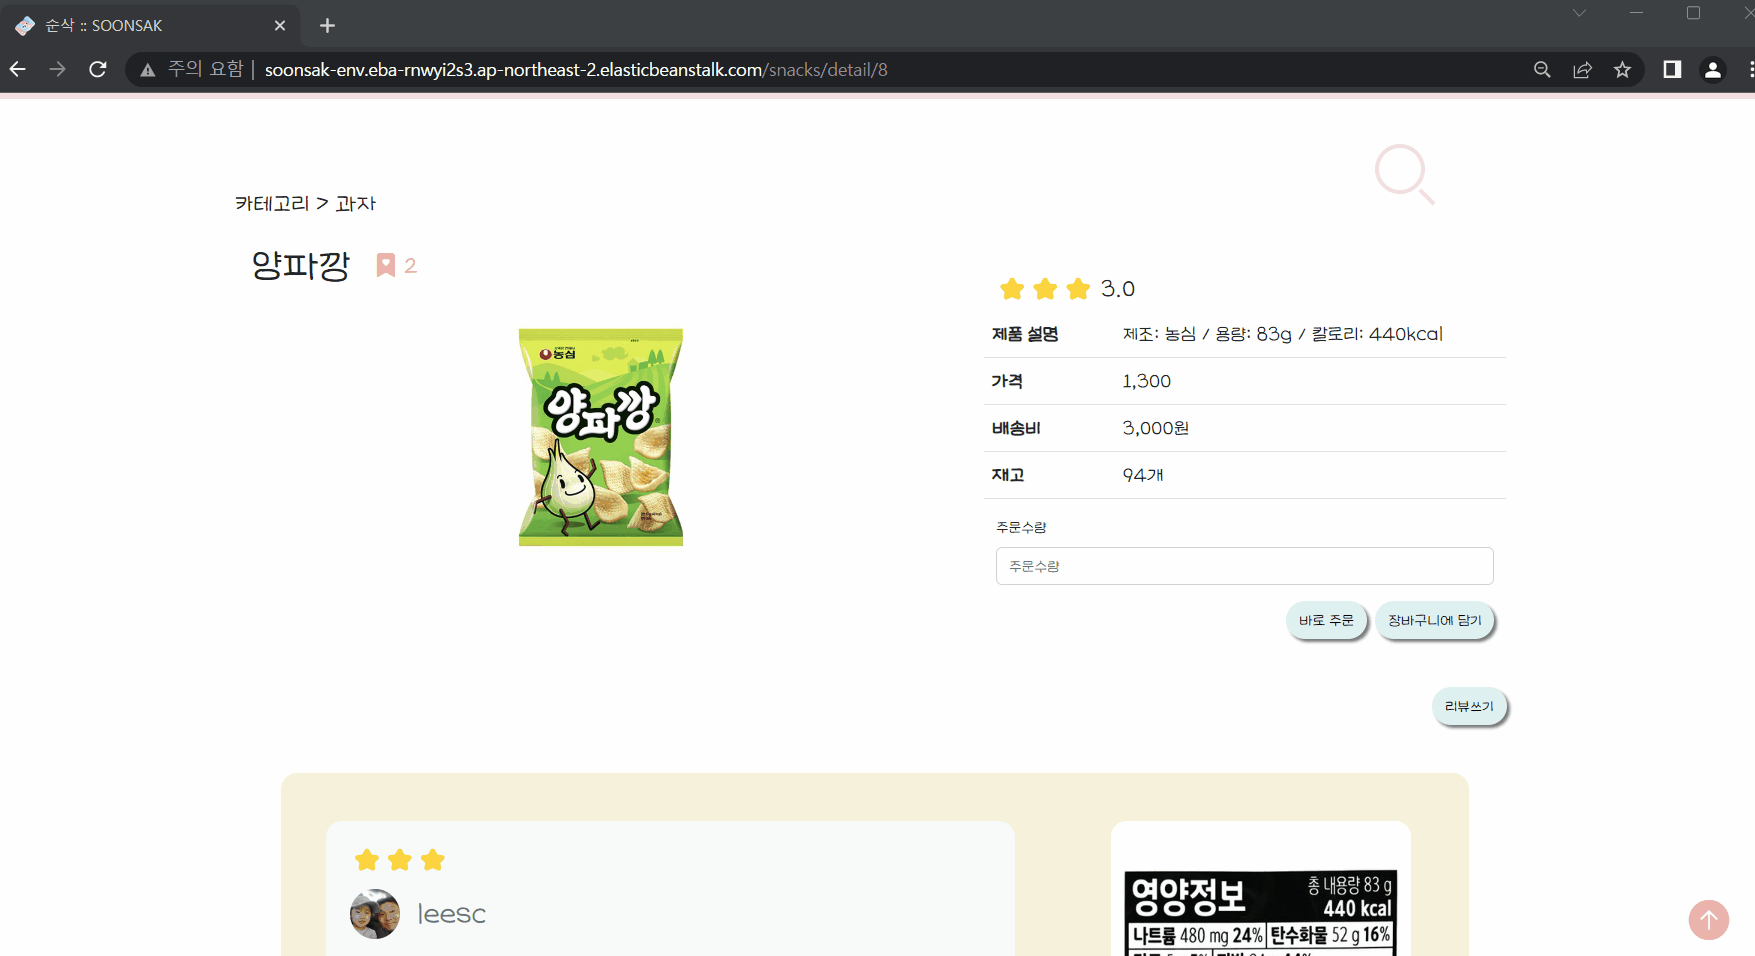 순삭 :: SOONSAK
주의 요함 | soonsak-env.eba-rnwyi2s3.ap-northeast-2.elasticbeanstalk.com/snacks/detail/8
카테고리 > 과자
양파깡 2
3.0
제품 설명 제조: 농심 / 용량: 83g / 칼로리: 440kcal
가격 1,300
배송비 3,000원
재고 94개
주문수량
주문수량
바로 주문 장바구니에 담기
리뷰쓰기
농심
양파깡
leesc
영양정보 총 내용량 83 g
440 kcal
나트륨 480 mg 24% 탄수화물 52 g 16%